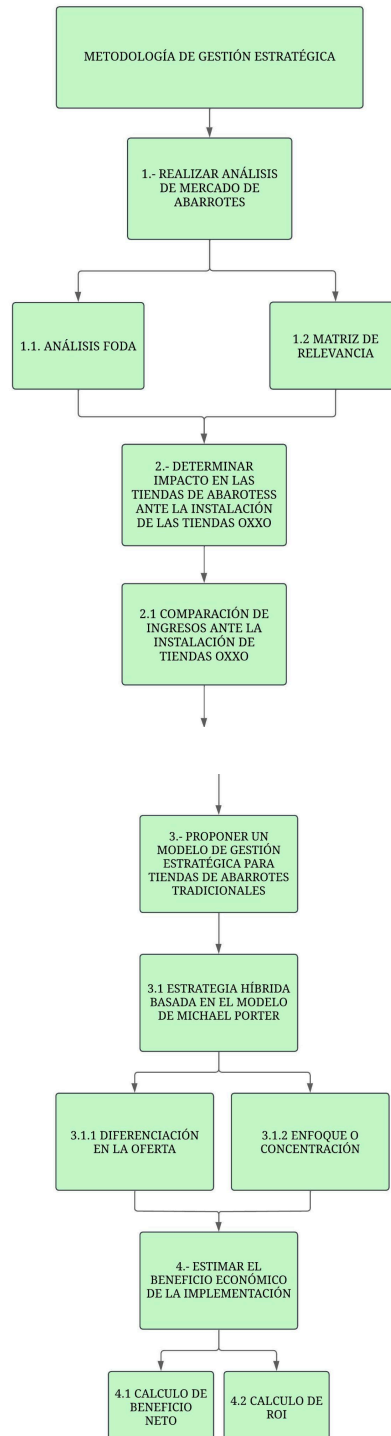 METODOLOGÍA DE GESTIÓN ESTRATÉGICA
1.- REALIZAR ANÁLISIS
DE MERCADO DE
ABARROTES
1.1. ANÁLISIS FODA
1.2 MATRIZ DE
RELEVANCIA
2.- DETERMINAR
IMPACTO EN LAS
TIENDAS DE ABAROTESS
ANTE LA INSTALACIÓN
DE LAS TIENDAS OXXO
2.1 COMPARACIÓN DE
INGRESOS ANTE LA
INSTALACIÓN DE
TIENDAS OXXO
3.- PROPONER UN
MODELO DE GESTIÓN
ESTRATÉGICA PARA
TIENDAS DE ABARROTES
TRADICIONALES
3.1 ESTRATEGIA HÍBRIDA
BASADA EN EL MODELO
DE MICHAEL PORTER
3.1.1 DIFERENCIACIÓN
EN LA OFERTA
3.1.2 ENFOQUE O
CONCENTRACIÓN
4.- ESTIMAR EL
BENEFICIO ECONÓMICO
DE LA IMPLEMENTACIÓN
4.1 CALCULO DE
BENEFICIO
NETO
4.2 CALCULO DE
ROI